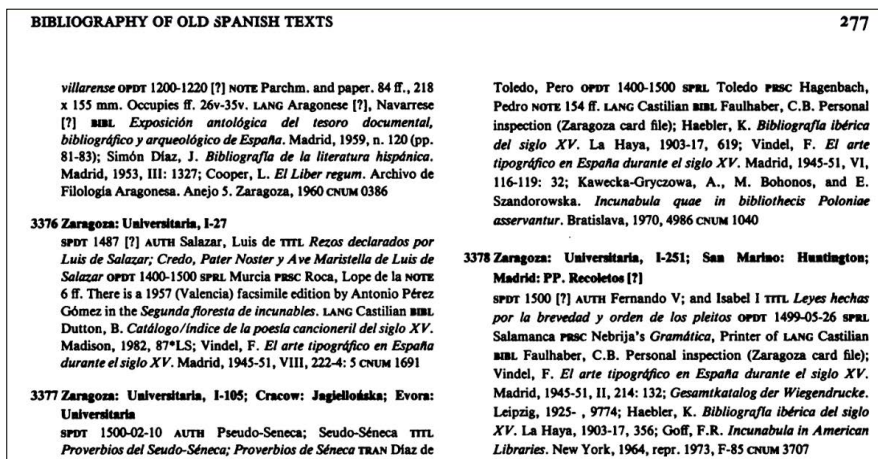 BIBLIOGRAPHY OF OLD SPANISH TEXTS
277
villarense OPDT 1200-1220 [?] NOTE Parchm. and paper. 84 ff., 218
x 155 mm. Occupies ff. 26v-35v. LANG Aragonese [?], Navarrese
[?] BIBL Exposición antológica del tesoro documental,
bibliográfico y arqueológico de España. Madrid, 1959, n. 120 (pp.
81-83); Simón Díaz, J. Bibliografía de la literatura hispánica.
Madrid, 1953, III: 1327; Cooper, L. El Liber regum. Archivo de
Filología Aragonesa. Anejo 5. Zaragoza, 1960 CNUM 0386
3376 Zaragoza: Universitaria, I-27
SPDT 1487 [?] AUTH Salazar, Luis de TITL Rezos declarados por
Luis de Salazar; Credo, Pater Noster y Ave Maristella de Luis de
Salazar OPDT 1400-1500 SPRL Murcia PRSC Roca, Lope de la NOTE
6 ff. There is a 1957 (Valencia) facsimile edition by Antonio Pérez
Gómez in the Segunda floresta de incunables. LANG Castilian BIBL
Dutton, B. Catálogo/índice de la poesía cancioneril del siglo XV.
Madison, 1982, 87*LS; Vindel, F. El arte tipográfico en España
durante el siglo XV. Madrid, 1945-51, VIII, 222-4: 5 CNUM 1691
3377 Zaragoza: Universitaria, I-105; Cracow: Jagiellońska; Evora:
Universitaria
SPDT 1500-02-10 AUTH Pseudo-Seneca; Seudo-Séneca TITL
Proverbios del Seudo-Séneca; Proverbios de Séneca TRAN Díaz de
Toledo, Pero OPDT 1400-1500 SPRL Toledo PRSC Hagenbach,
Pedro NOTE 154 ff. LANG Castilian BIBL Faulhaber, C.B. Personal
inspection (Zaragoza card file); Haebler, K. Bibliografía ibérica
del siglo XV. La Haya, 1903-17, 619; Vindel, F. El arte
tipográfico en España durante el siglo XV. Madrid, 1945-51, VI,
116-119: 32; Kawecka-Gryczowa, A., M. Bohonos, and E.
Szandorowska. Incunabula quae in bibliothecis Poloniae
asservantur. Bratislava, 1970, 4986 CNUM 1040
3378 Zaragoza: Universitaria, I-251; San Marino: Huntington;
Madrid: PP. Recoletos [?]
SPDT 1500 [?] AUTH Fernando V; and Isabel I TITL Leyes hechas
por la brevedad y orden de los pleitos OPDT 1499-05-26 SPRL
Salamanca PRSC Nebrija's Gramática, Printer of LANG Castilian
BIBL Faulhaber, C.B. Personal inspection (Zaragoza card file);
Vindel, F. El arte tipográfico en España durante el siglo XV.
Madrid, 1945-51, II, 214: 132; Gesamtkatalog der Wiegendrucke.
Leipzig, 1925- , 9774; Haebler, K. Bibliografía ibérica del siglo
XV. La Haya, 1903-17, 356; Goff, F.R. Incunabula in American
Libraries. New York, 1964, repr. 1973, F-85 CNUM 3707